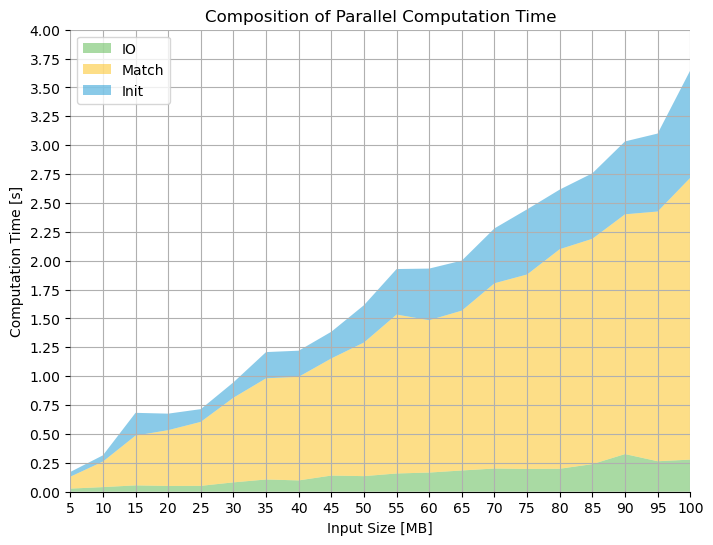 Composition of Parallel Computation Time
4.00
3.75
3.50
3.25
3.00
2.75
2.50
2.25
2.00
1.75
1.50
1.25
1.00
0.75
0.50
0.25
0.00
IO
Match
Init
Computation Time [s]
5 10 15 20 25 30 35 40 45 50 55 60 65 70 75 80 85 90 95 100
Input Size [MB]